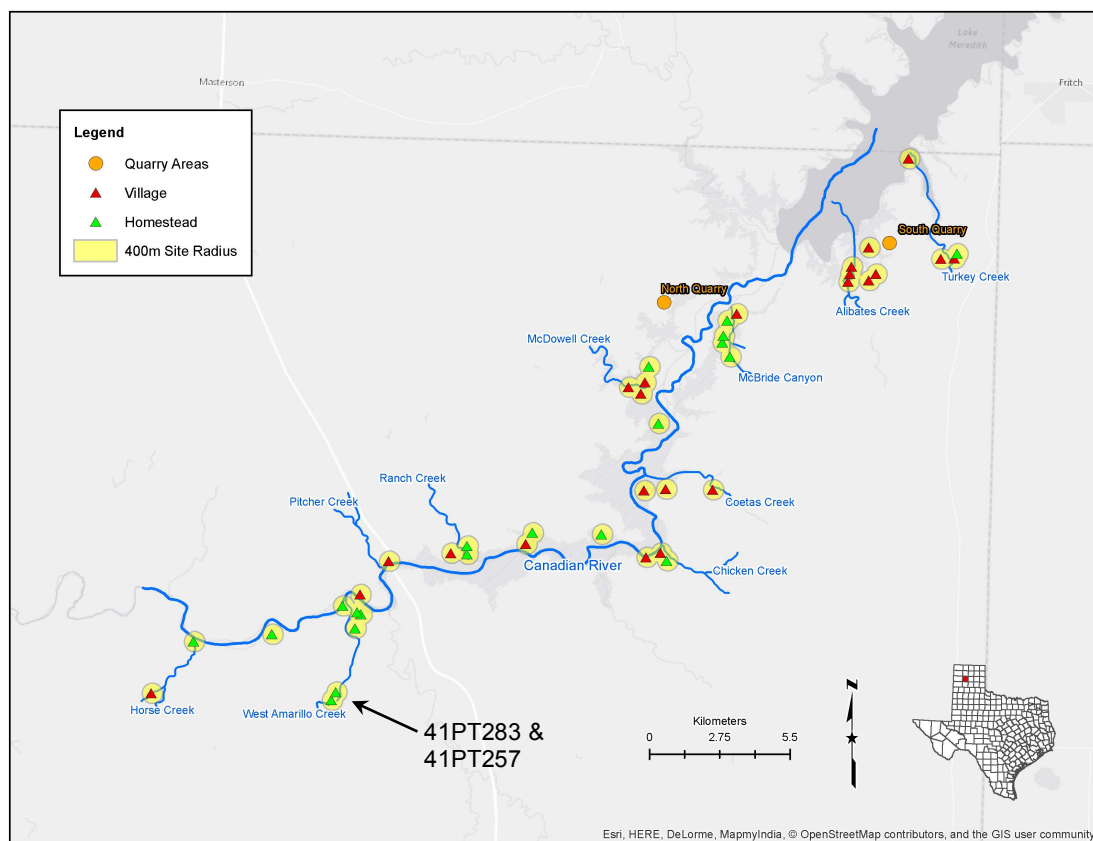 Lake
Meredith
Masterson
Fritch
Legend
Quarry Areas
Village
Homestead
400m Site Radius
South Quarry
Turkey Creek
North Quarry
Alibates Creek
McDowell Creek
McBride Canyon
Ranch Creek
Pitcher Creek
Coetas Creek
Canadian River
Chicken Creek
Horse Creek
West Amarillo Creek
41PT283 &
41PT257
N
Kilometers
0 2.75 5.5
Esri, HERE, DeLorme, MapmyIndia, © OpenStreetMap contributors, and the GIS user community